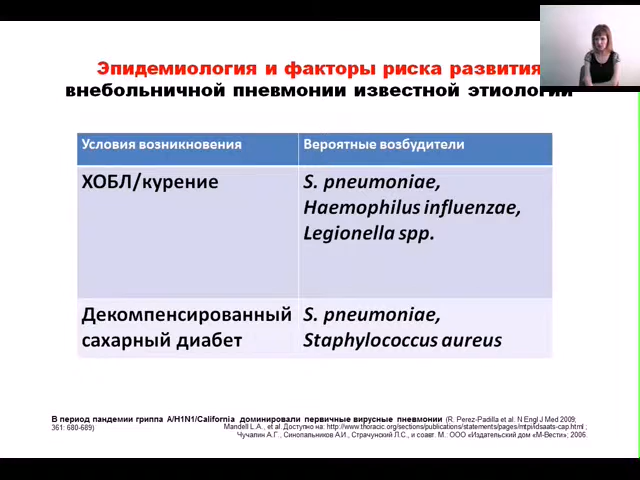 Эпидемиология и факторы риска развития
внебольничной пневмонии известной этиологии
Условия возникновения
Вероятные возбудители
ХОБЛ/курение
S. pneumoniae,
Haemophilus influenzae,
Legionella spp.
Декомпенсированный
сахарный диабет
S. pneumoniae,
Staphylococcus aureus
В период пандемии гриппа A/H1N1/California доминировали первичные вирусные пневмонии (R. Perez-Padilla et al. N Engl J Med 2009;
361: 680-689)
Mandell L.A., et al. Доступно на: http://www.thoracic.org/sections/publications/statements/pages/mtpi/idsaats-cap.html ;
Чучалин А.Г., Синопальников А.И., Страчунский Л.С., и соавт. М.: ООО «Издательский дом «М-Вести»; 2006